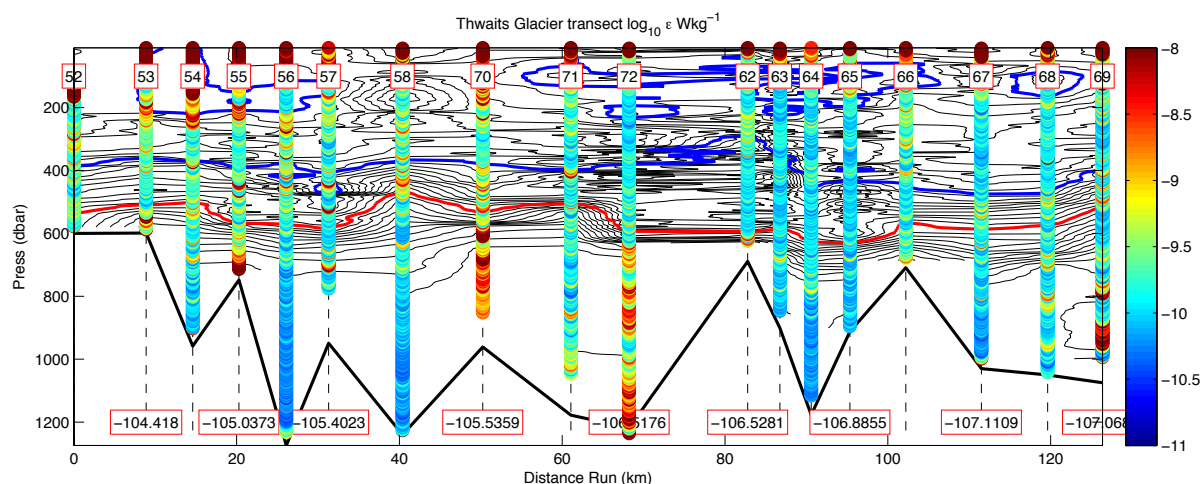 Thwaits Glacier transect log10 ε Wkg−1
52 53 54 55 56 57 58 70 71 72 62 63 64 65 66 67 68 69
200
400
600
800
1000
1200
Press (dbar)
−104.418 −105.0373 −105.4023 −105.5359 −106.5281 −106.8855 −107.1109 −107.068
0 20 40 60 80 100 120
Distance Run (km)
−8
−8.5
−9
−9.5
−10
−10.5
−11